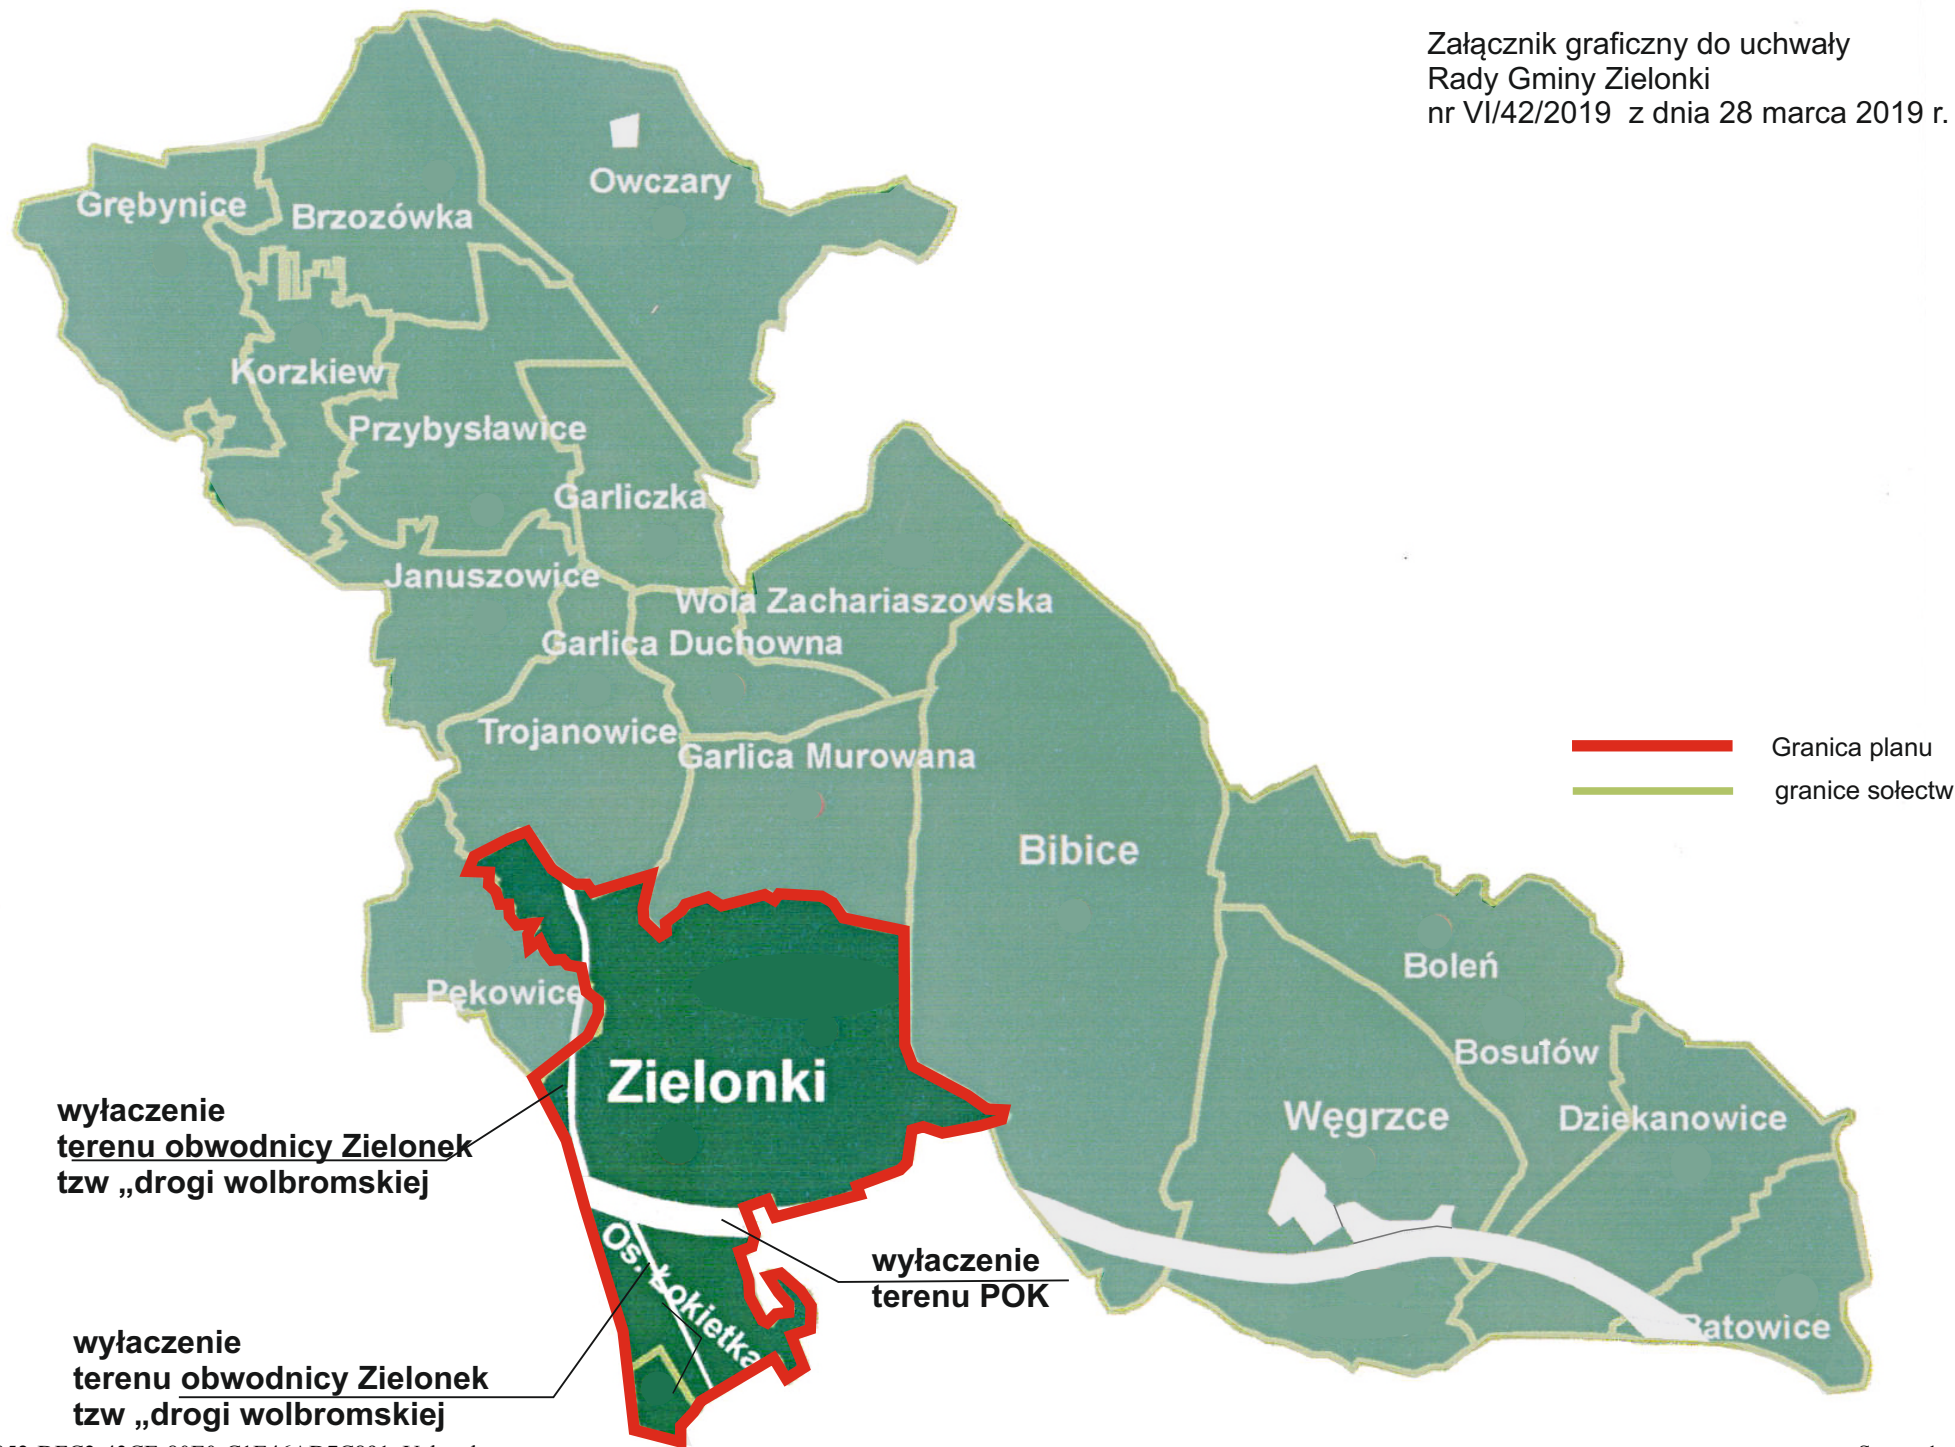 Załącznik graficzny do uchwały
Rady Gminy Zielonki
nr VI/42/2019 z dnia 28 marca 2019 r.
Owczary
Grębynice
Brzozówka
Korzkiew
Przybysławice
Garliczka
Januszowice
Wola Zachariaszowska
Garlica Duchowna
Trojanowice
Garlica Murowana
Granica planu
granice sołectw
Bibice
Boleń
Pękowice
Bosutów
Zielonki
Węgrzce
Dziekanowice
wyłaczenie
terenu obwodnicy Zielonek
tzw „drogi wolbromskiej
Os. Łokietka
wyłaczenie
terenu POK
Batowice
wyłaczenie
terenu obwodnicy Zielonek
tzw „drogi wolbromskiej